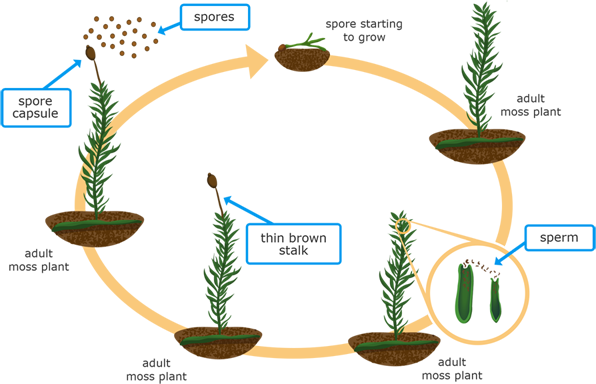 spores
spore starting
to grow
spore
capsule
adult
moss plant
thin brown
stalk
sperm
adult
moss plant
adult
moss plant
adult
moss plant